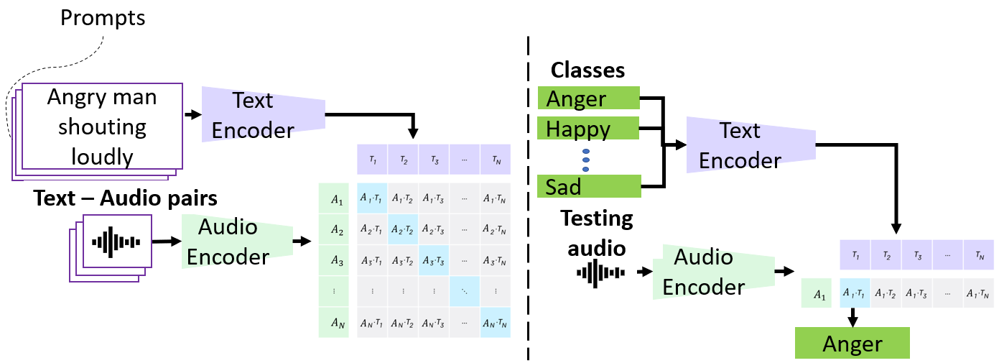 Prompts
Angry man
shouting
loudly
Text
Encoder
T1 T2 T3 ... TN
Text – Audio pairs
Audio
Encoder
A1 A1·T1 A1·T2 A1·T3 ... A1·TN
A2 A2·T1 A2·T2 A2·T3 ... A2·TN
A3 A3·T1 A3·T2 A3·T3 ... A3·TN
⋮ ⋮ ⋮ ⋮ ⋱ ⋮
AN AN·T1 AN·T2 AN·T3 ... AN·TN
Classes
Anger
Happy
Sad
Text
Encoder
Testing
audio
Audio
Encoder
T1 T2 T3 ... TN
A1 A1·T1 A1·T2 A1·T3 ... A1·TN
Anger